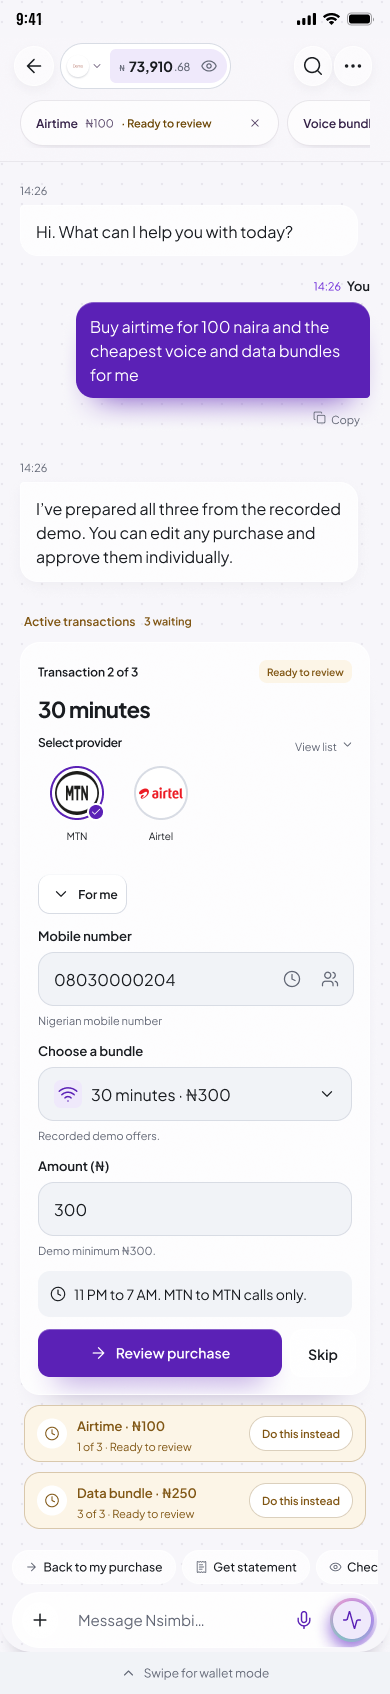 9:41
₦ 73,910.68
Airtime ₦100 · Ready to review
Voice bundl
14:26
Hi. What can I help you with today?
14:26 You
Buy airtime for 100 naira and the
cheapest voice and data bundles
for me
Copy
14:26
I’ve prepared all three from the recorded
demo. You can edit any purchase and
approve them individually.
Active transactions 3 waiting
Transaction 2 of 3 Ready to review
30 minutes
Select provider View list
MTN airtel
MTN Airtel
For me
Mobile number
08030000204
Nigerian mobile number
Choose a bundle
30 minutes · ₦300
Recorded demo offers.
Amount (₦)
300
Demo minimum ₦300.
11 PM to 7 AM. MTN to MTN calls only.
Review purchase Skip
Airtime · ₦100
1 of 3 · Ready to review
Do this instead
Data bundle · ₦250
3 of 3 · Ready to review
Do this instead
Back to my purchase Get statement Chec
Message Nsimbi...
Swipe for wallet mode